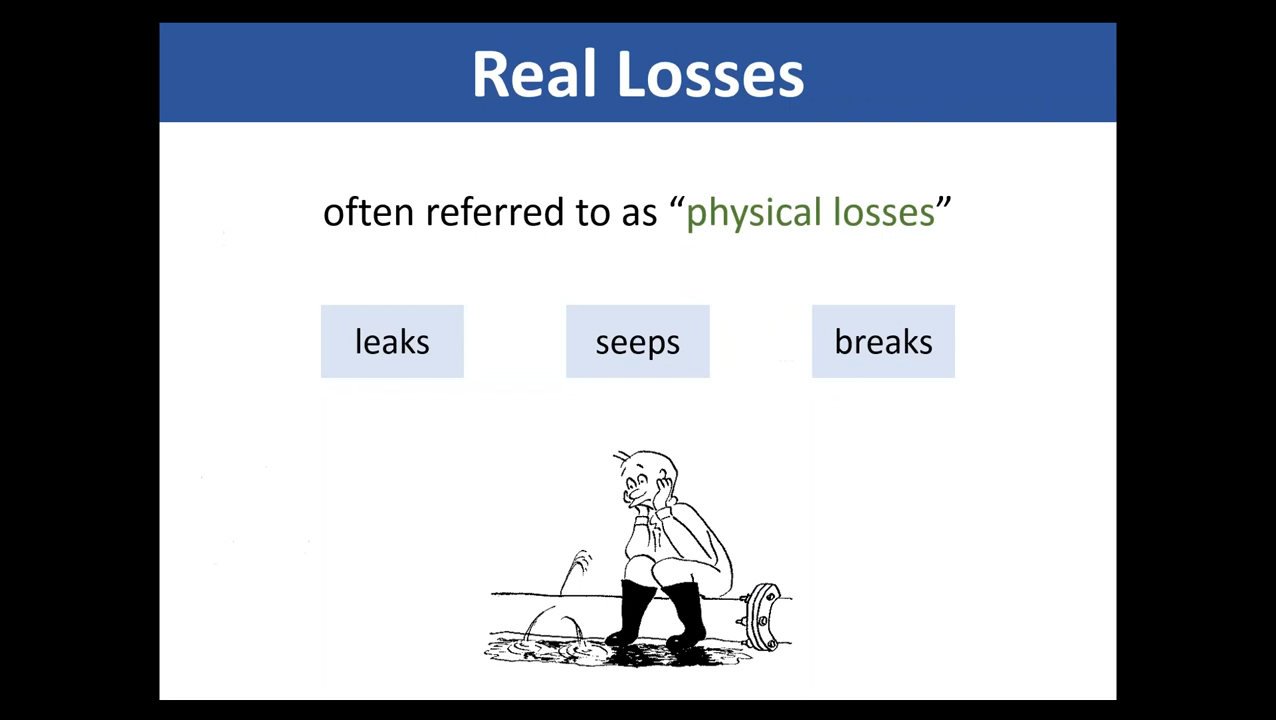 Real Losses
often referred to as “physical losses”
leaks
seeps
breaks